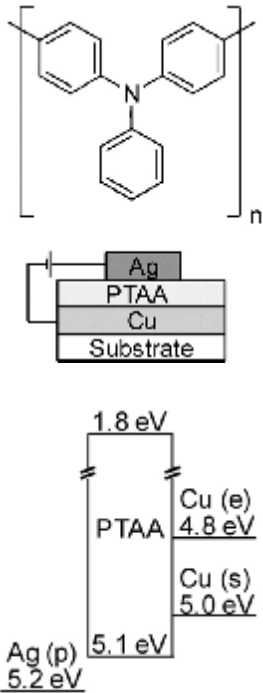 N
n
Ag
PTAA
Cu
Substrate
1.8 eV
PTAA
Cu (e)
4.8 eV
Cu (s)
5.0 eV
5.1 eV
Ag (p)
5.2 eV